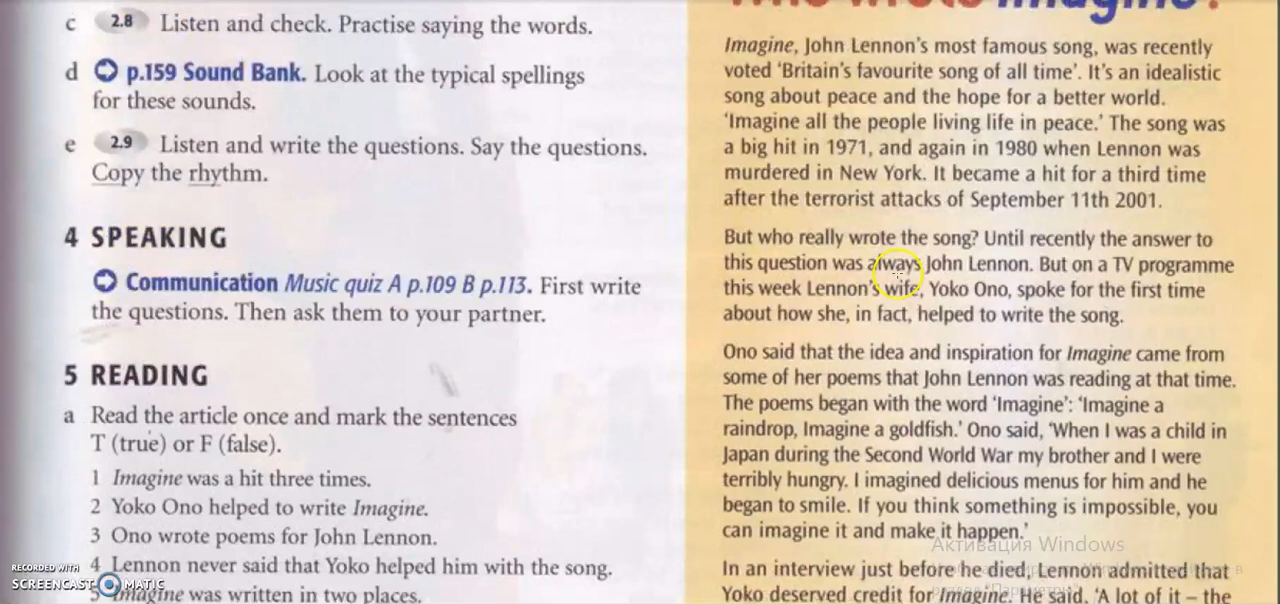 c 2.8 Listen and check. Practise saying the words.
d p.159 Sound Bank. Look at the typical spellings
for these sounds.
e 2.9 Listen and write the questions. Say the questions.
Copy the rhythm.
4 SPEAKING
Communication Music quiz A p.109 B p.113. First write
the questions. Then ask them to your partner.
5 READING
a Read the article once and mark the sentences
T (true) or F (false).
1 Imagine was a hit three times.
2 Yoko Ono helped to write Imagine.
3 Ono wrote poems for John Lennon.
4 Lennon never said that Yoko helped him with the song.
5 Imagine was written in two places.
RECORDED WITH
SCREENCAST MATIC
Who wrote Imagine?
Imagine, John Lennon's most famous song, was recently
voted 'Britain's favourite song of all time'. It's an idealistic
song about peace and the hope for a better world.
'Imagine all the people living life in peace.' The song was
a big hit in 1971, and again in 1980 when Lennon was
murdered in New York. It became a hit for a third time
after the terrorist attacks of September 11th 2001.
But who really wrote the song? Until recently the answer to
this question was always John Lennon. But on a TV programme
this week Lennon's wife, Yoko Ono, spoke for the first time
about how she, in fact, helped to write the song.
Ono said that the idea and inspiration for Imagine came from
some of her poems that John Lennon was reading at that time.
The poems began with the word 'Imagine': 'Imagine a
raindrop, Imagine a goldfish.' Ono said, 'When I was a child in
Japan during the Second World War my brother and I were
terribly hungry. I imagined delicious menus for him and he
began to smile. If you think something is impossible, you
can imagine it and make it happen.'
Активация Windows
In an interview just before he died, Lennon admitted that
Yoko deserved credit for Imagine. He said, 'A lot of it – the